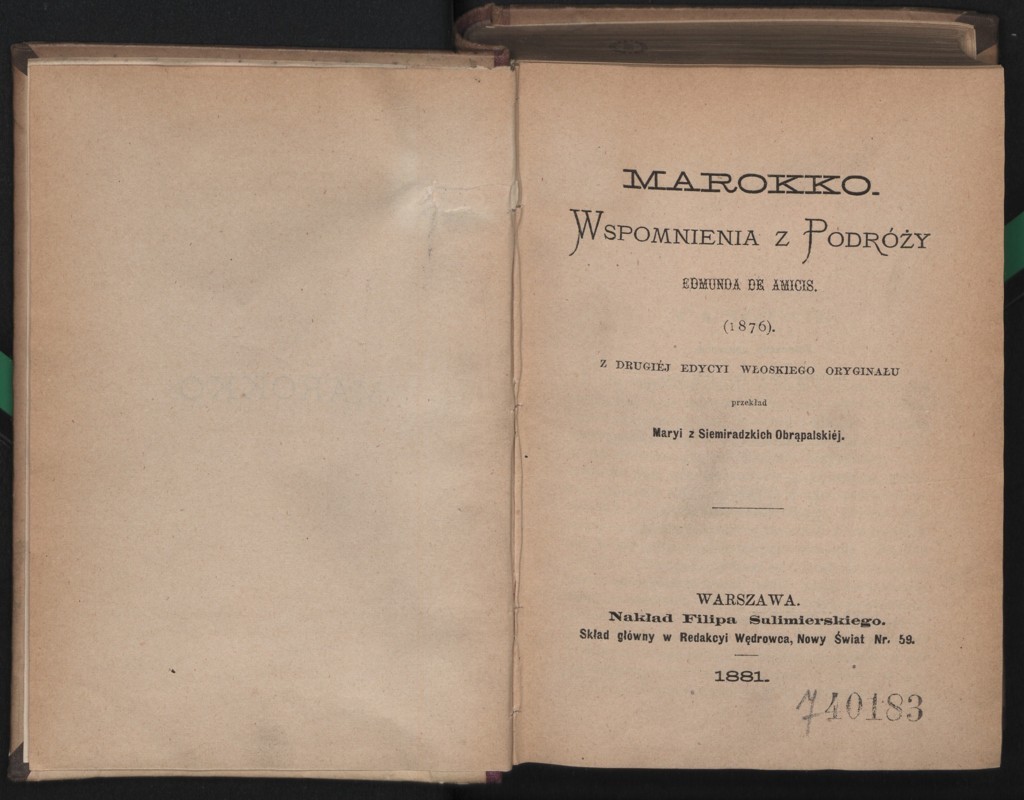 MAROKKO.
WSPOMNIENIA Z PODRÓŻY
EDMUNDA DE AMICIS.
(1876).
Z DRUGIÉJ EDYCYI WŁOSKIEGO ORYGINAŁU
przekład
Maryi z Siemiradzkich Obrąpalskiéj.
WARSZAWA.
Nakład Filipa Sulimierskiego.
Skład główny w Redakcyi Wędrowca, Nowy Świat Nr. 59.
1881.
740183